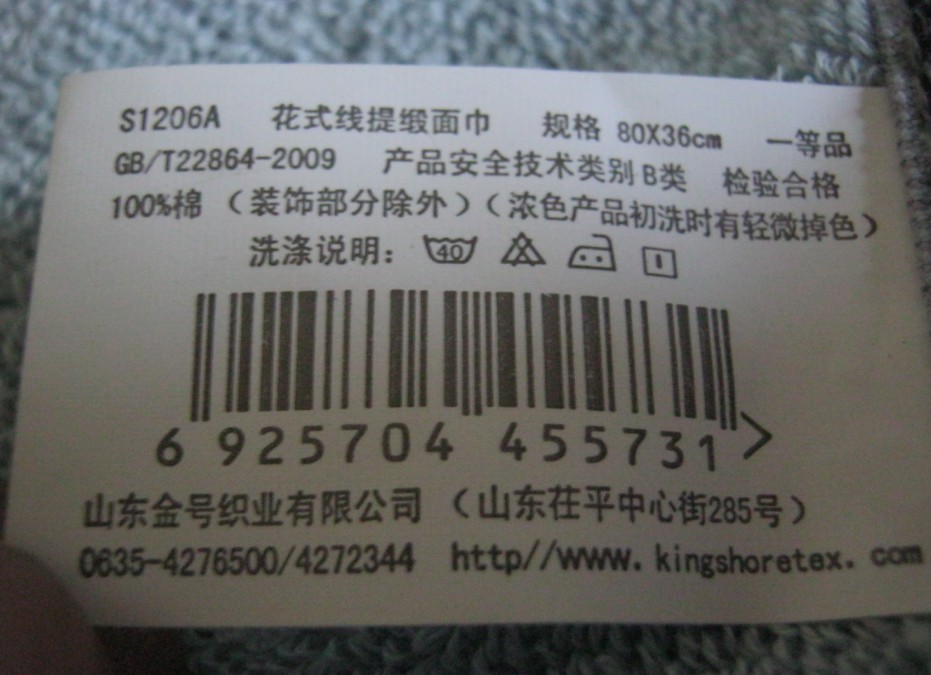 S1206A 花式线提缎面巾 规格 80X36cm 一等品
GB/T22864-2009 产品安全技术类别B类 检验合格
100%棉（装饰部分除外）（浓色产品初洗时有轻微掉色）
洗涤说明： 40
6 925704 455731
山东金号织业有限公司（山东茌平中心街285号）
0635-4276500/4272344 http//www.kingshoretex.com